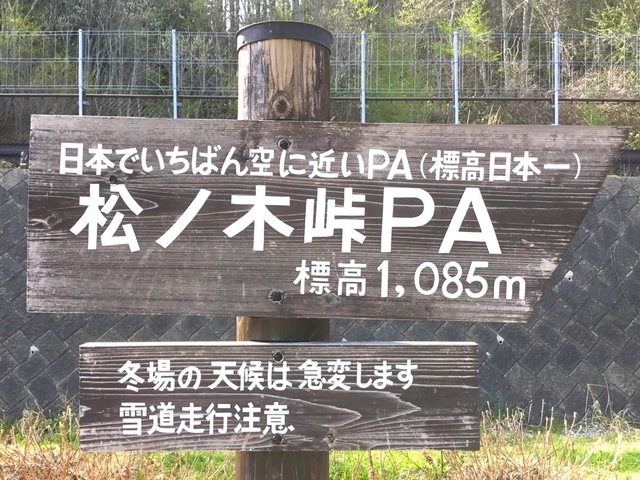 日本でいちばん空に近いPA(標高日本一)
松ノ木峠PA
標高1,085m
冬場の天候は急変します
雪道走行注意.